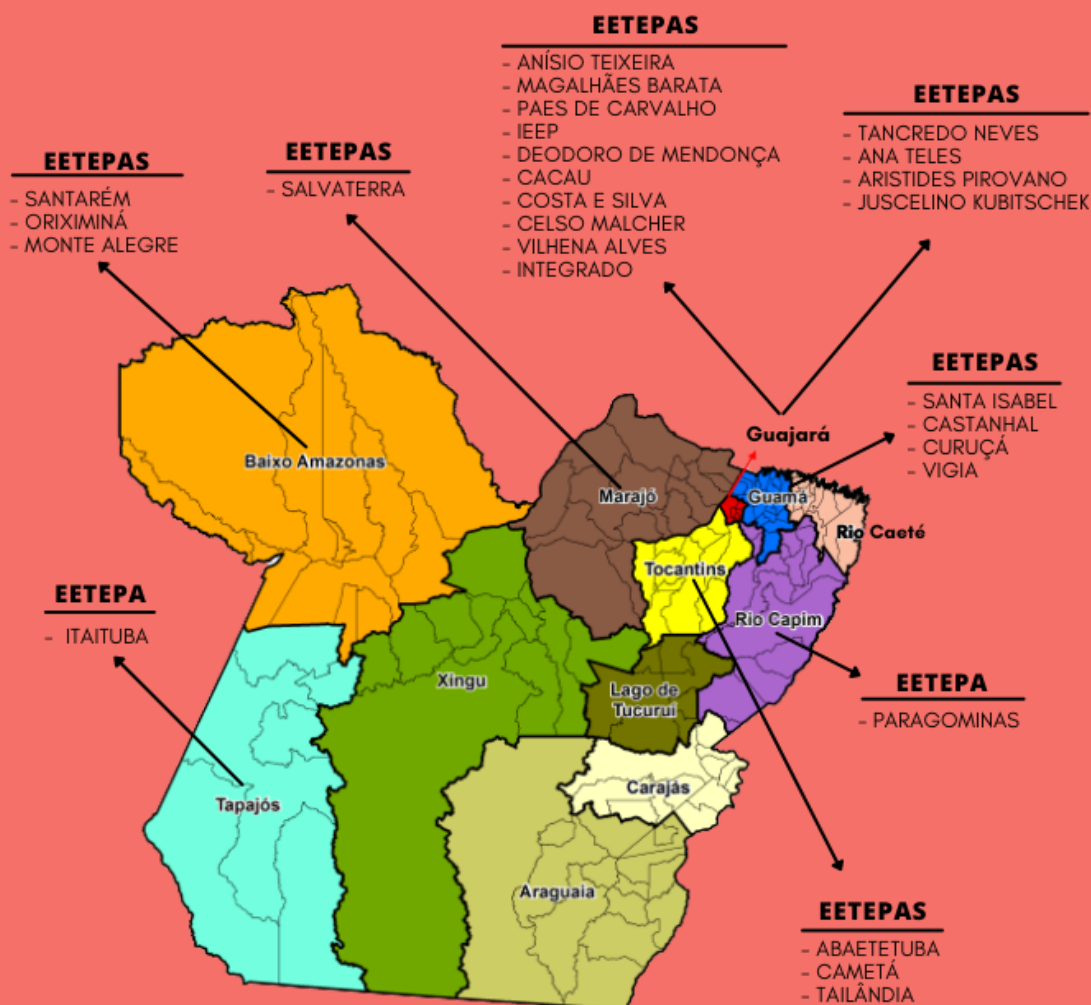 EETEPAS
- ANÍSIO TEIXEIRA
- MAGALHÃES BARATA
- PAES DE CARVALHO
- IEEP
- DEODORO DE MENDONÇA
- CACAU
- COSTA E SILVA
- CELSO MALCHER
- VILHENA ALVES
- INTEGRADO
EETEPAS
- TANCREDO NEVES
- ANA TELES
- ARISTIDES PIROVANO
- JUSCELINO KUBITSCHEK
EETEPAS
- SALVATERRA
EETEPAS
- SANTARÉM
- ORIXIMINÁ
- MONTE ALEGRE
EETEPAS
- SANTA ISABEL
- CASTANHAL
- CURUÇÁ
- VIGIA
Guajará
Baixo Amazonas
Marajó
Guamá
Rio Caeté
Tocantins
Rio Capim
EETEPA
- ITAITUBA
Xingu
Lago de
Tucuruí
EETEPA
- PARAGOMINAS
Carajás
Tapajós
Araguaia
EETEPAS
- ABAETETUBA
- CAMETÁ
- TAILÂNDIA